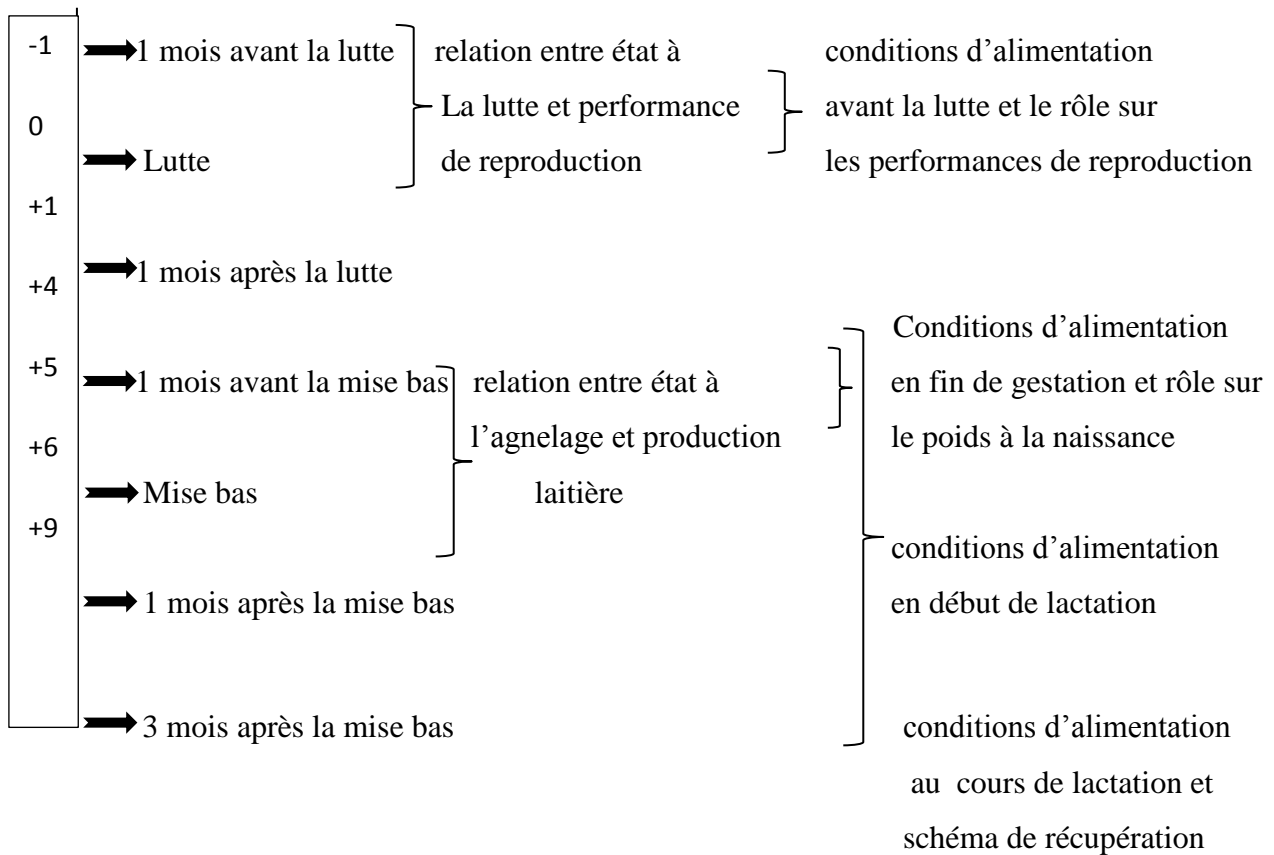 -1
1 mois avant la lutte
relation entre état à
conditions d’alimentation
La lutte et performance
avant la lutte et le rôle sur
0
Lutte
de reproduction
les performances de reproduction
+1
1 mois après la lutte
+4
Conditions d’alimentation
+5
1 mois avant la mise bas
relation entre état à
en fin de gestation et rôle sur
l’agnelage et production
le poids à la naissance
+6
Mise bas
laitière
+9
conditions d’alimentation
1 mois après la mise bas
en début de lactation
3 mois après la mise bas
conditions d’alimentation
au cours de lactation et
schéma de récupération